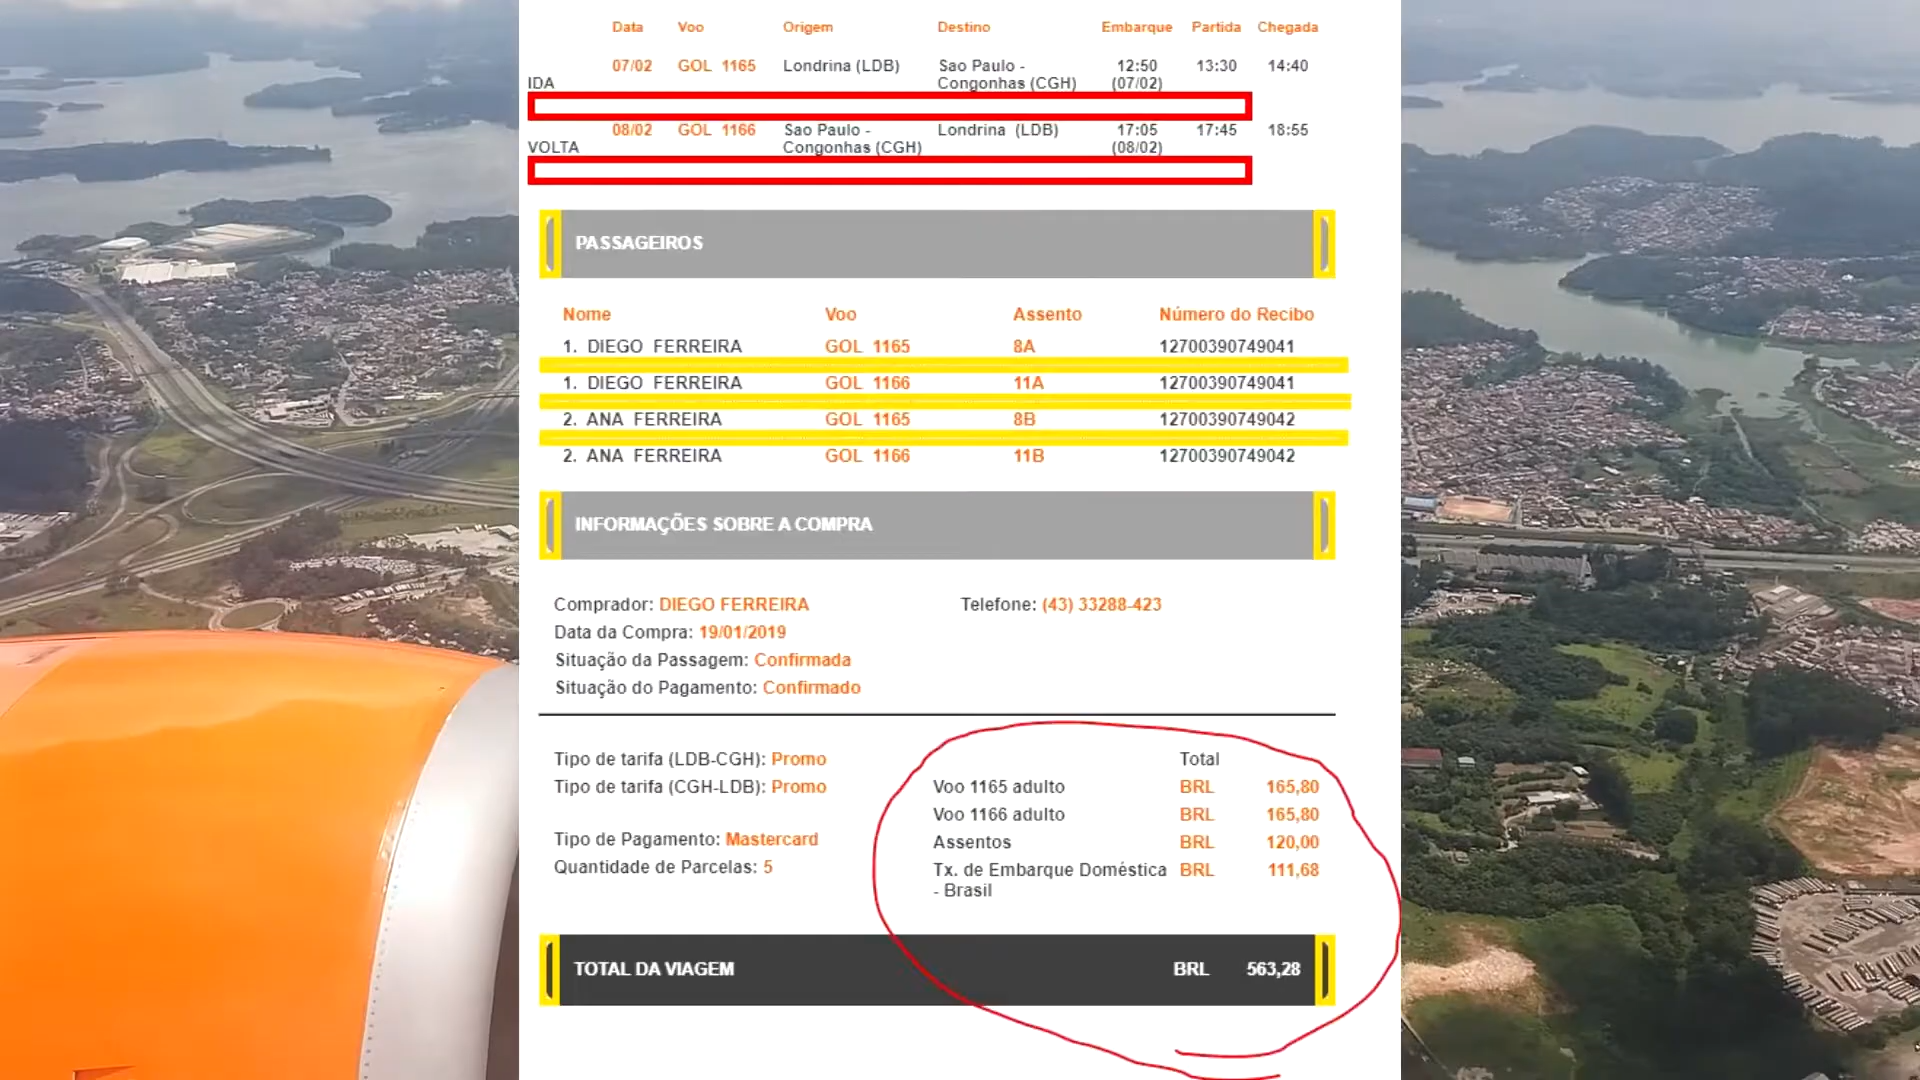 Data Voo Origem Destino Embarque Partida Chegada
07/02 GOL 1165 Londrina (LDB) Sao Paulo - 12:50 13:30 14:40
IDA Congonhas (CGH) (07/02)
08/02 GOL 1166 Sao Paulo - Londrina (LDB) 17:05 17:45 18:55
VOLTA Congonhas (CGH) (08/02)
PASSAGEIROS
Nome Voo Assento Número do Recibo
1. DIEGO FERREIRA GOL 1165 8A 12700390749041
1. DIEGO FERREIRA GOL 1166 11A 12700390749041
2. ANA FERREIRA GOL 1165 8B 12700390749042
2. ANA FERREIRA GOL 1166 11B 12700390749042
INFORMAÇÕES SOBRE A COMPRA
Comprador: DIEGO FERREIRA Telefone: (43) 33288-423
Data da Compra: 19/01/2019
Situação da Passagem: Confirmada
Situação do Pagamento: Confirmado
Tipo de tarifa (LDB-CGH): Promo Total
Tipo de tarifa (CGH-LDB): Promo Voo 1165 adulto BRL 165,80
Voo 1166 adulto BRL 165,80
Tipo de Pagamento: Mastercard Assentos BRL 120,00
Quantidade de Parcelas: 5 Tx. de Embarque Doméstica BRL 111,68
- Brasil
TOTAL DA VIAGEM BRL 563,28